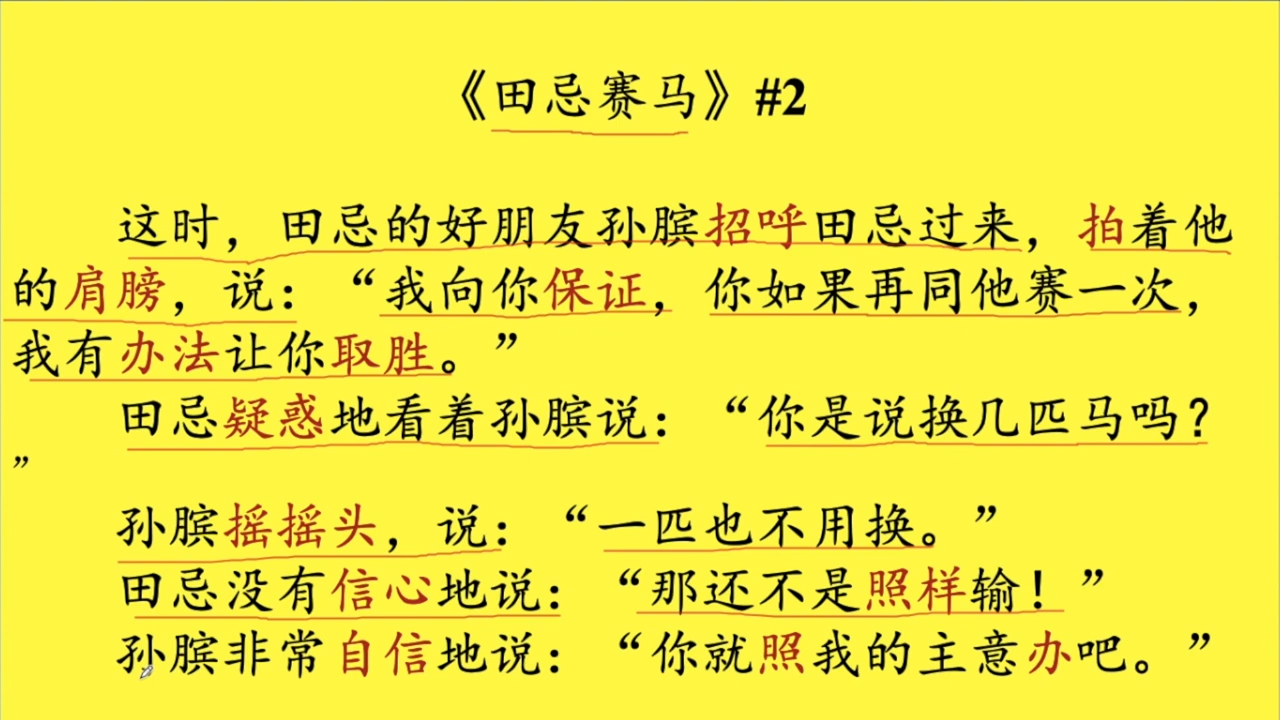 《田忌赛马》#2
这时，田忌的好朋友孙膑招呼田忌过来，拍着他
的肩膀，说：“我向你保证，你如果再同他赛一次，
我有办法让你取胜。”
田忌疑惑地看着孙膑说：“你是说换几匹马吗？
”
孙膑摇摇头，说：“一匹也不用换。”
田忌没有信心地说：“那还不是照样输！”
孙膑非常自信地说：“你就照我的主意办吧。”